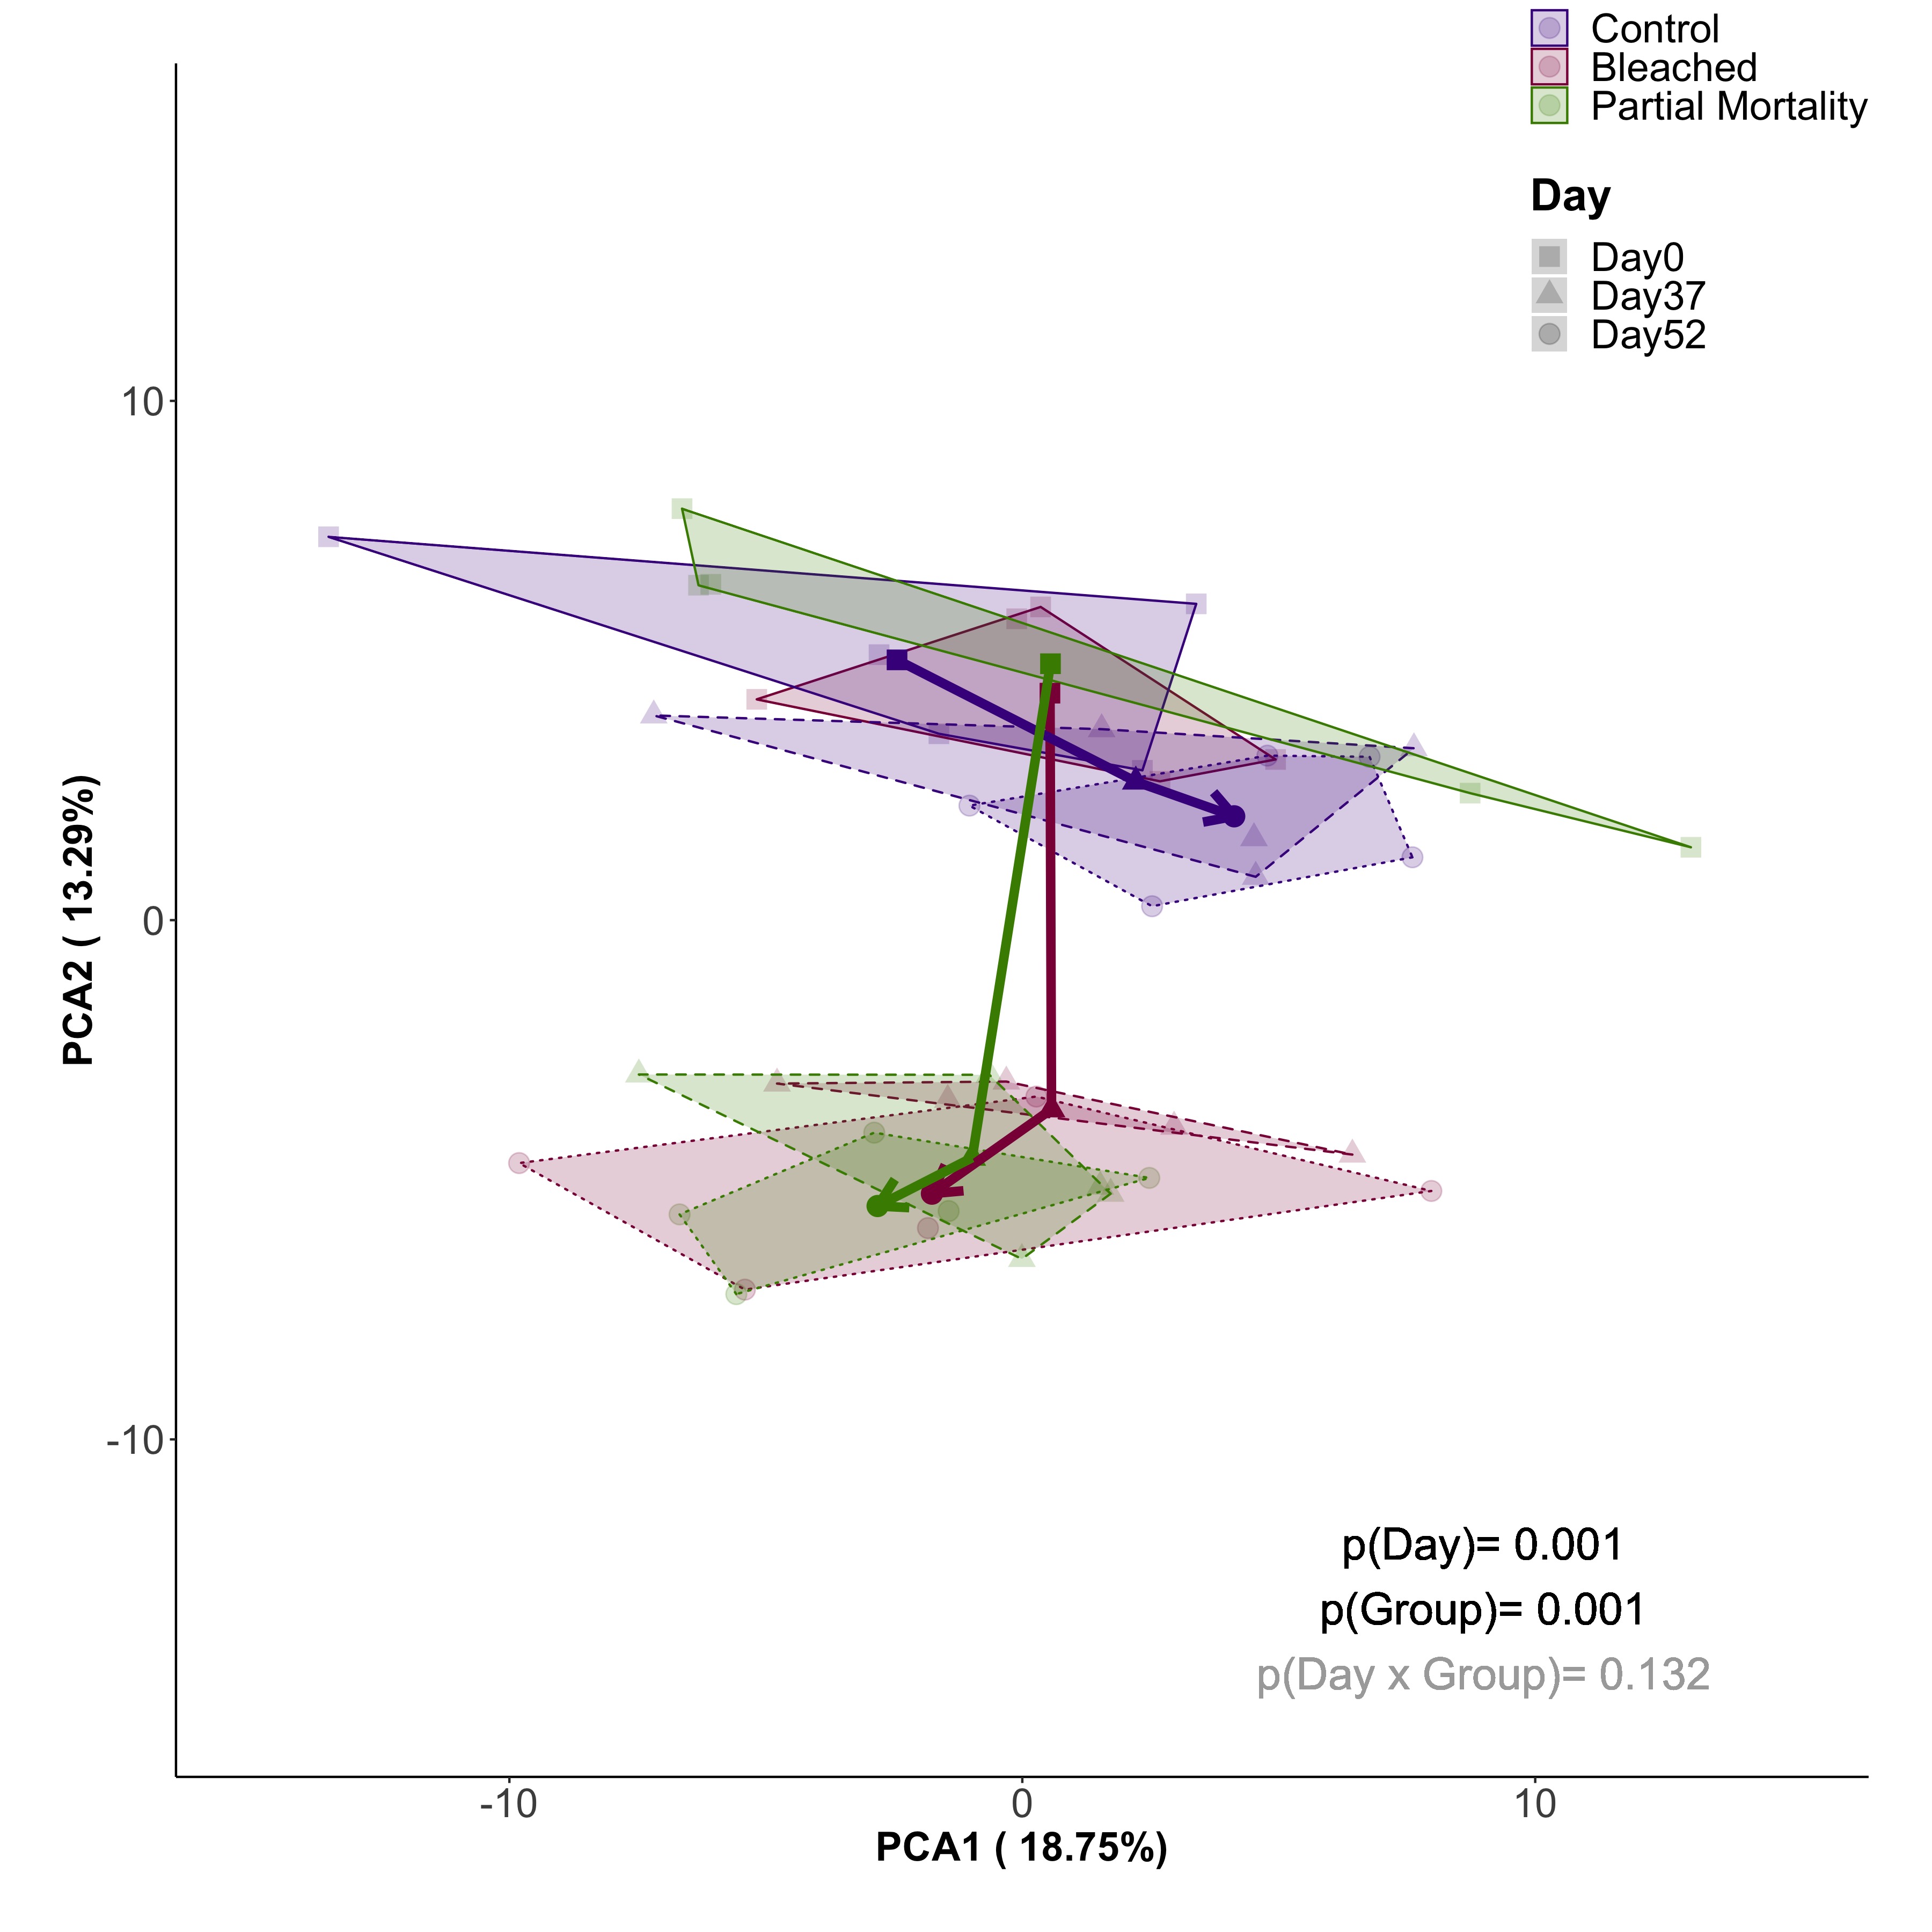 Control
Bleached
Partial Mortality
Day
Day0
Day37
Day52
10
0
-10
PCA2 ( 13.29%)
p(Day)= 0.001
p(Group)= 0.001
p(Day x Group)= 0.132
-10
0
10
PCA1 ( 18.75%)